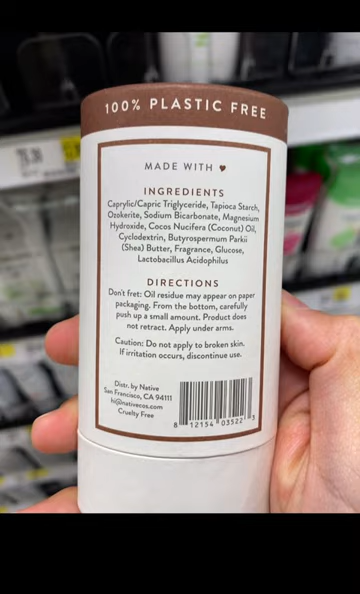 100% PLASTIC FREE
MADE WITH ♥
INGREDIENTS
Caprylic/Capric Triglyceride, Tapioca Starch,
Ozokerite, Sodium Bicarbonate, Magnesium
Hydroxide, Cocos Nucifera (Coconut) Oil,
Cyclodextrin, Butyrospermum Parkii
(Shea) Butter, Fragrance, Glucose,
Lactobacillus Acidophilus
DIRECTIONS
Don't fret: Oil residue may appear on paper
packaging. From the bottom, carefully
push up a small amount. Product does
not retract. Apply under arms.
Caution: Do not apply to broken skin.
If irritation occurs, discontinue use.
Distr. by Native
San Francisco, CA 94111
hi@nativecos.com
Cruelty Free
8 12154 03522 3